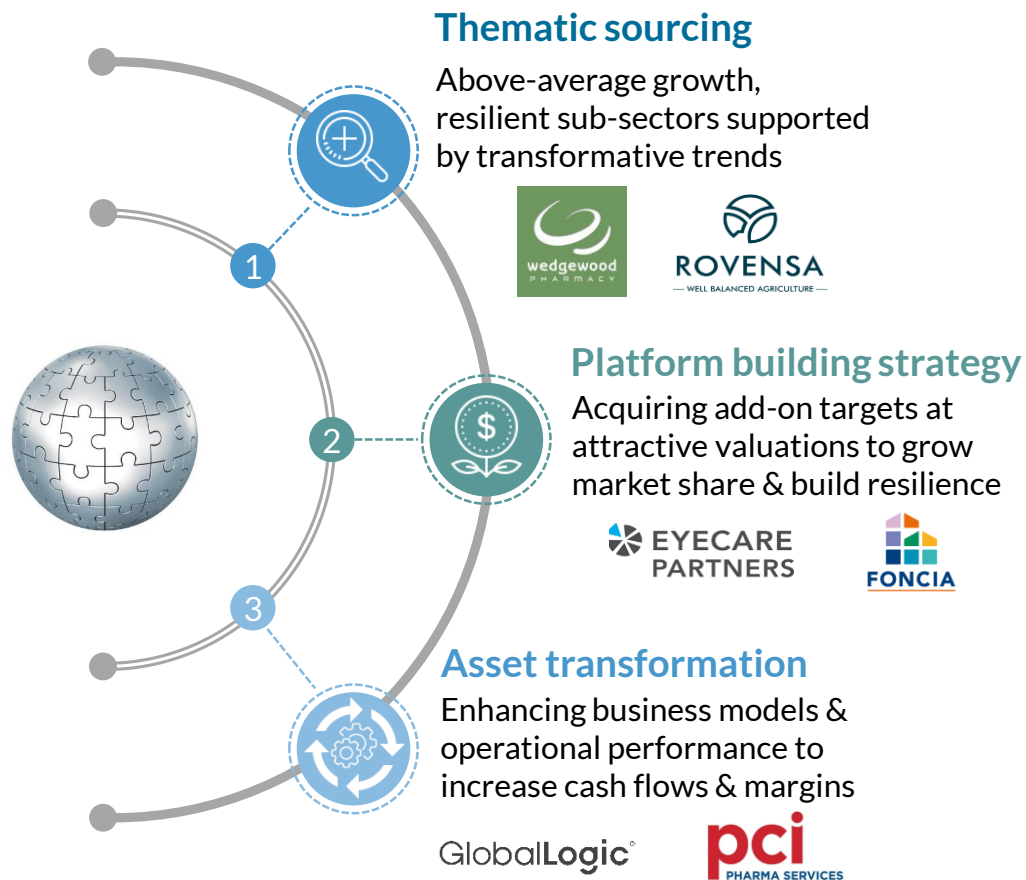 Thematic sourcing
Above-average growth,
resilient sub-sectors supported
by transformative trends
wedgewood
PHARMACY
ROVENSA
WELL BALANCED AGRICULTURE
1
Platform building strategy
Acquiring add-on targets at
attractive valuations to grow
market share & build resilience
2
$
EYECARE
PARTNERS
FONCIA
3
Asset transformation
Enhancing business models &
operational performance to
increase cash flows & margins
GlobalLogic®
pci
PHARMA SERVICES